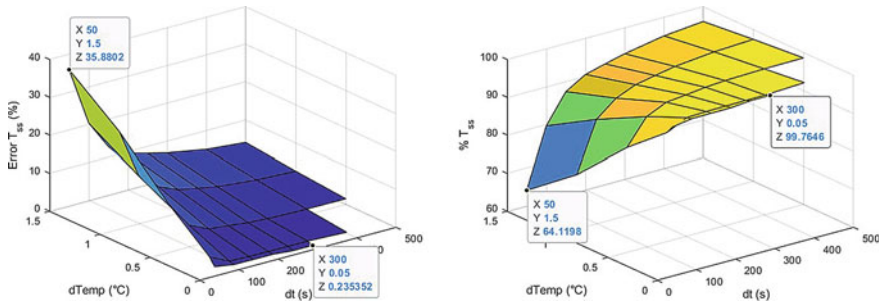 X 50
Y 1.5
Z 35.8802
40
30
20
10
0
Error Tss (%)
1.5
1
0.5
0
dTemp (°C)
0
100
200
300
400
500
dt (s)
X 300
Y 0.05
Z 0.235352
100
90
80
70
60
% Tss
X 300
Y 0.05
Z 99.7646
X 50
Y 1.5
Z 64.1198
1.5
1
0.5
0
dTemp (°C)
0
100
200
300
400
500
dt (s)